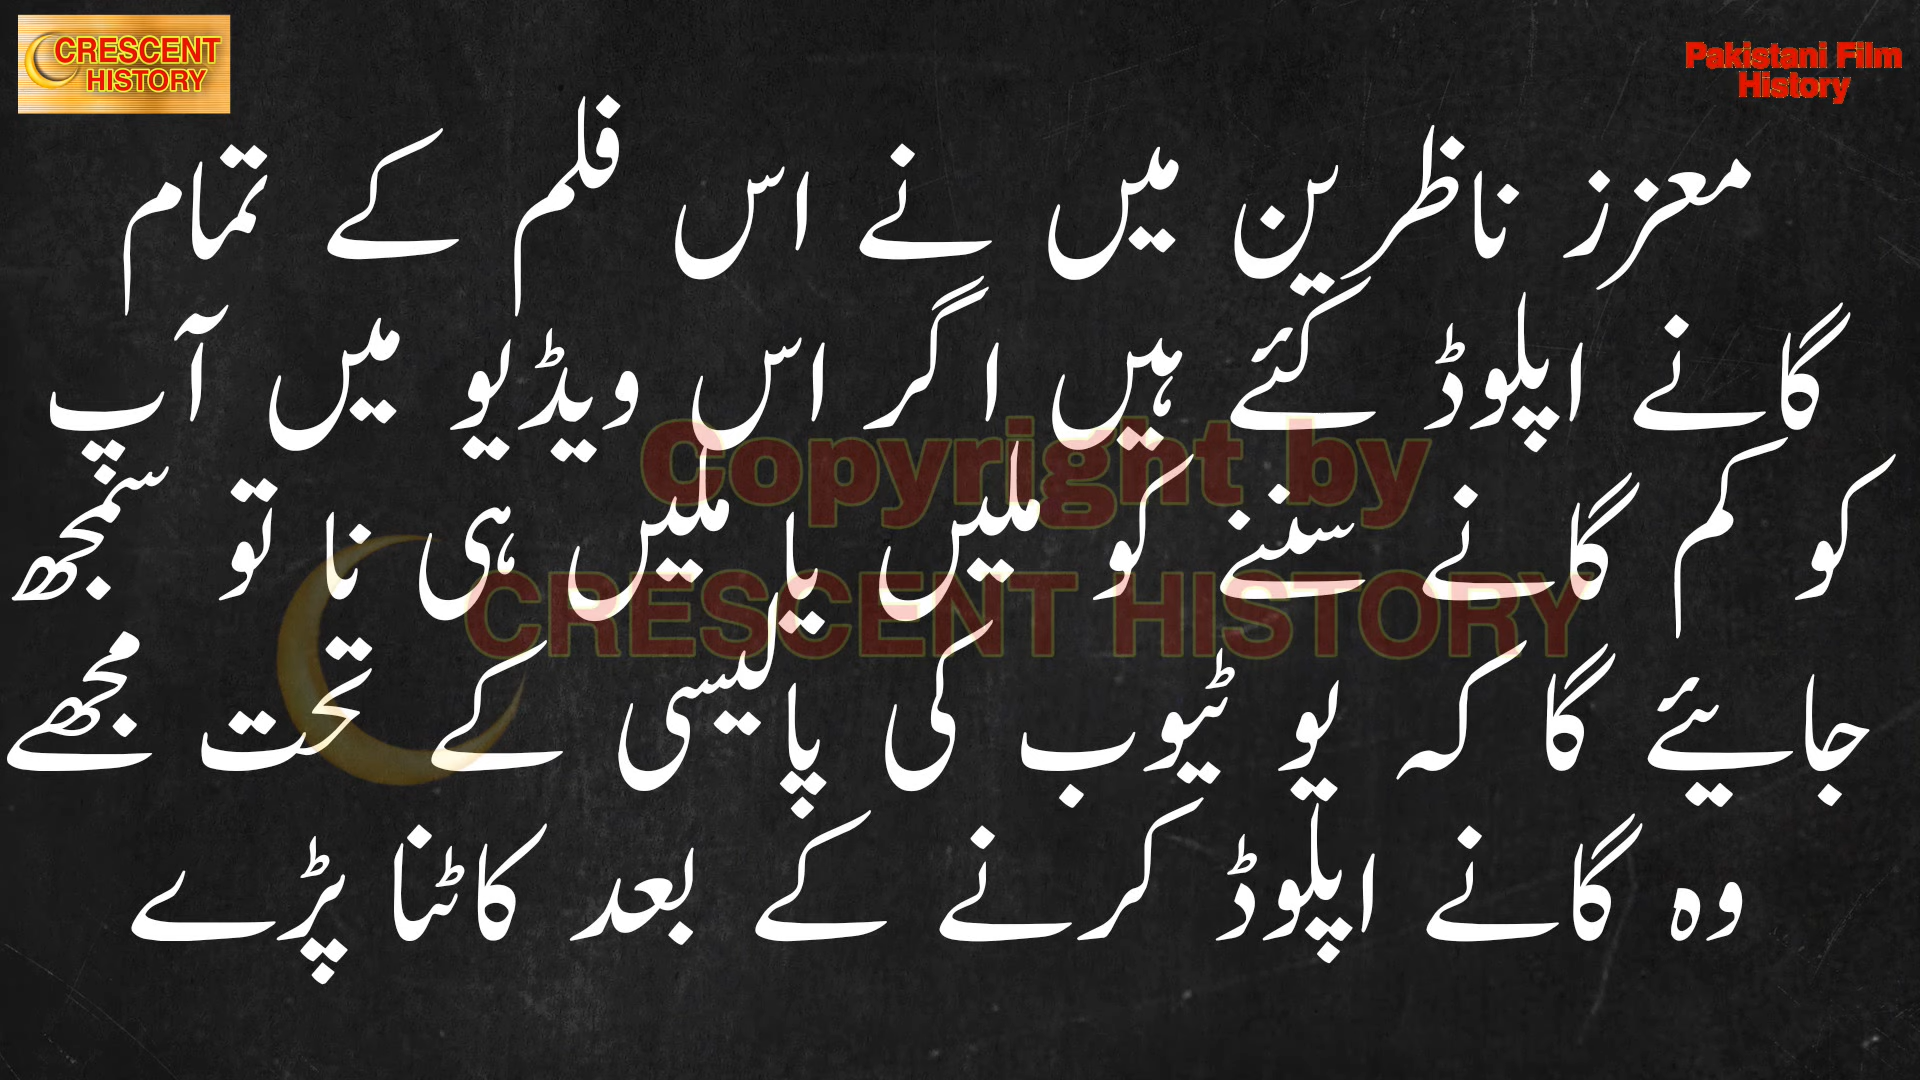 CRESCENT
HISTORY
Pakistani Film
History
معزز ناظرین میں نے اس فلم کے تمام
گانے اپلوڈ کئے ہیں اگر اس ویڈیو میں آپ
کو کم گانے سننے کو ملیں یا ملیں ہی نا تو سمجھ
جایئے گا کہ یو ٹیوب کی پالیسی کے تحت مجھے
وہ گانے اپلوڈ کرنے کے بعد کاٹنا پڑے
Copyright by
CRESCENT HISTORY